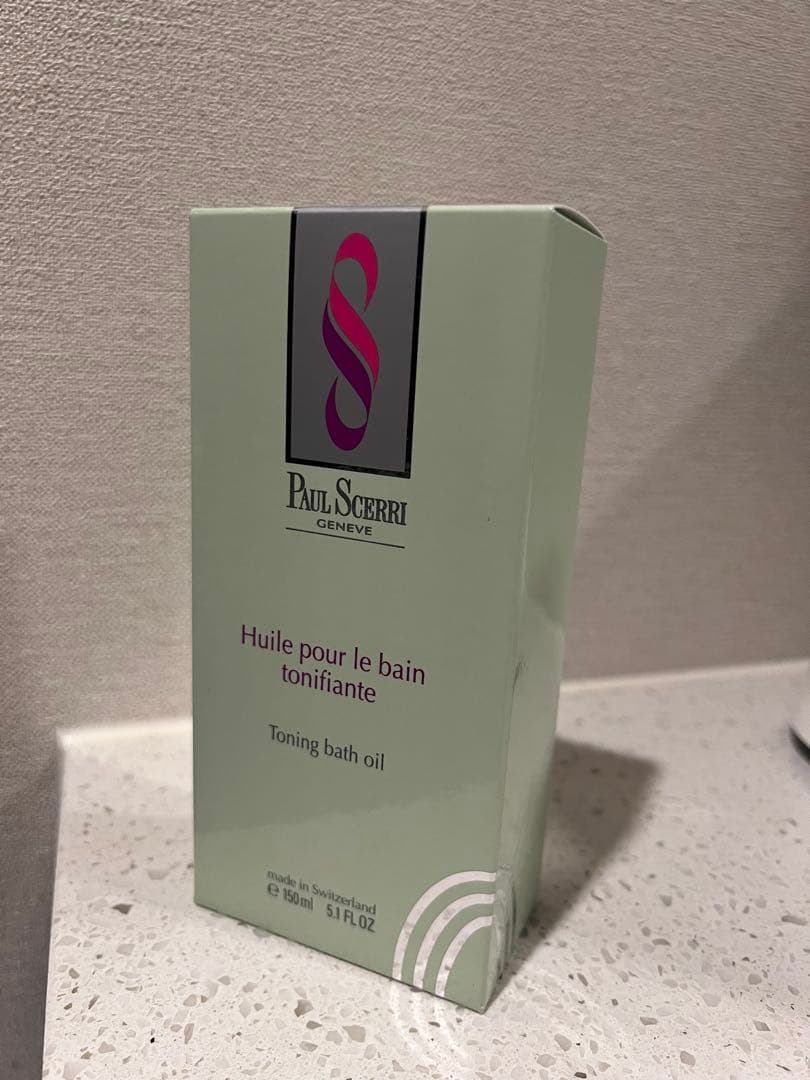 PAUL SCERRI
GENEVE
Huile pour le bain
tonifiante
Toning bath oil
made in Switzerland
℮ 150ml 5.1 FL OZ